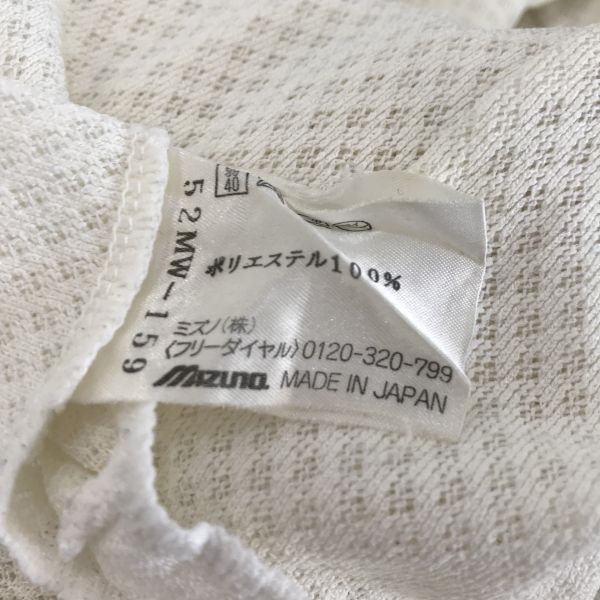 40
52MW-159
ポリエステル100%
ミズノ(株)
〈フリーダイヤル〉0120-320-799
mizuno. MADE IN JAPAN